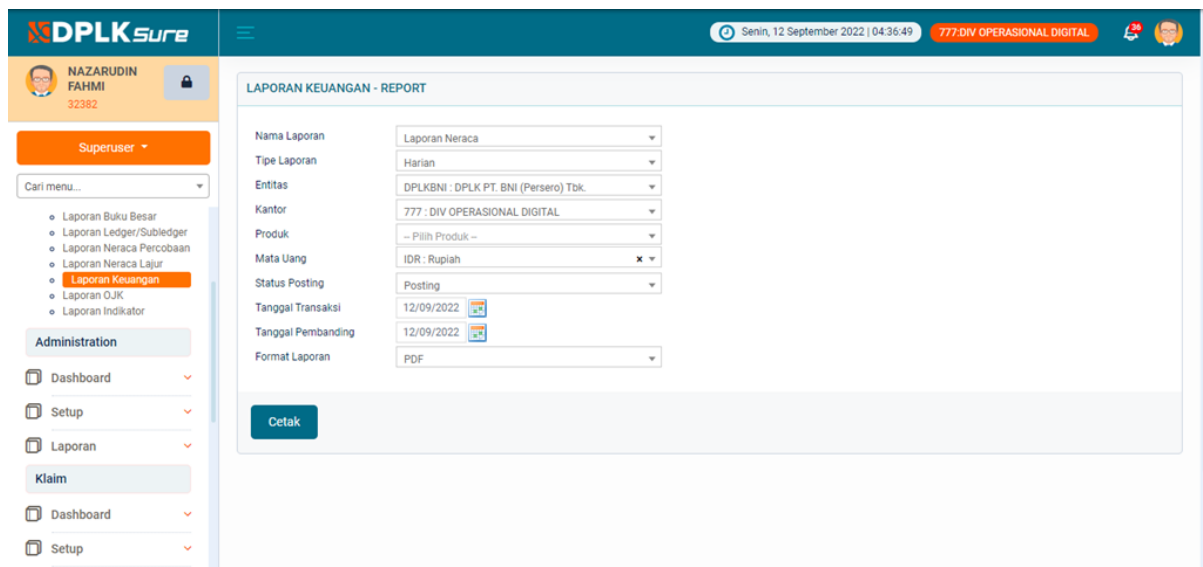 DPLK sure
Senin, 12 September 2022 | 04:36:49
777:DIV OPERASIONAL DIGITAL
36
NAZARUDIN
FAHMI
32382
Superuser
Cari menu...
Laporan Buku Besar
Laporan Ledger/Subledger
Laporan Neraca Percobaan
Laporan Neraca Lajur
Laporan Keuangan
Laporan OJK
Laporan Indikator
Administration
Dashboard
Setup
Laporan
Klaim
Dashboard
Setup
LAPORAN KEUANGAN - REPORT
Nama Laporan Laporan Neraca
Tipe Laporan Harian
Entitas DPLKBNI : DPLK PT. BNI (Persero) Tbk.
Kantor 777 : DIV OPERASIONAL DIGITAL
Produk -- Pilih Produk --
Mata Uang IDR : Rupiah x
Status Posting Posting
Tanggal Transaksi 12/09/2022
Tanggal Pembanding 12/09/2022
Format Laporan PDF
Cetak